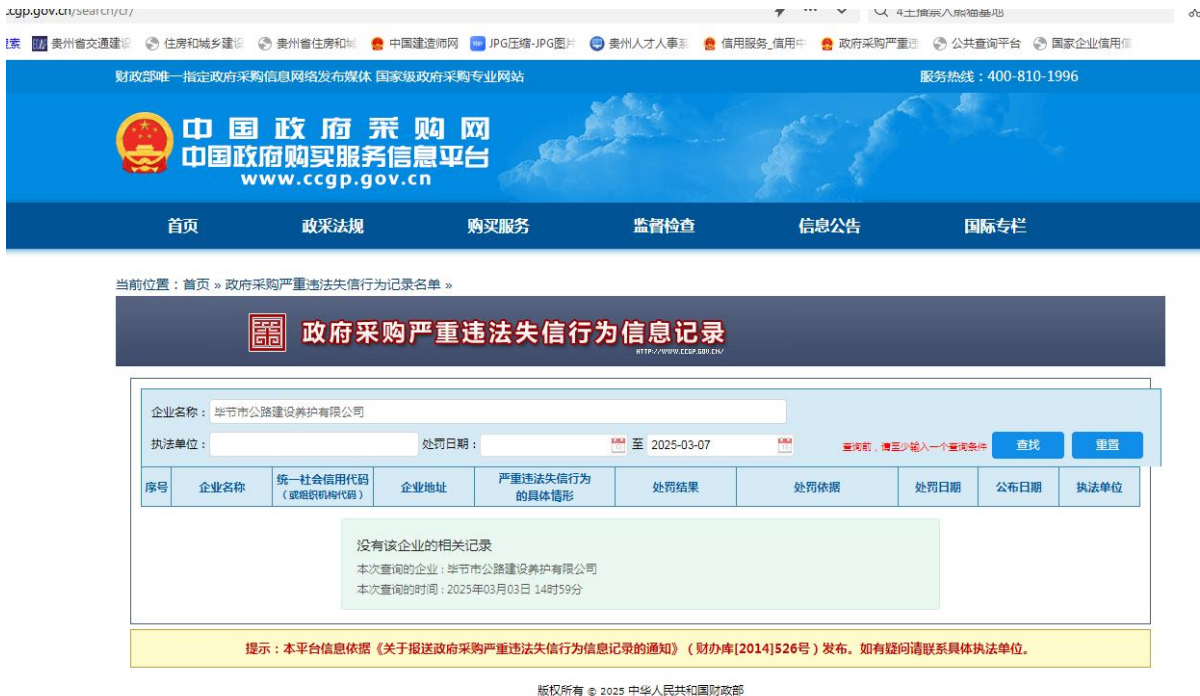 .cgp.gov.cn/search/cr/
4三捕禁入熊猫基地
搜索 贵州省交通建设 住房和城乡建设 贵州省住房和城 中国建造师网 JPG压缩-JPG图片 贵州人才人事系 信用服务_信用中 政府采购严重违 公共查询平台 国家企业信用信
财政部唯一指定政府采购信息网络发布媒体 国家级政府采购专业网站
服务热线：400-810-1996
中国政府采购网
中国政府购买服务信息平台
www.ccgp.gov.cn
首页 政采法规 购买服务 监督检查 信息公告 国际专栏
当前位置：首页 » 政府采购严重违法失信行为记录名单 »
政府采购严重违法失信行为信息记录
HTTP://WWW.CCGP.GOV.CN/
企业名称： 毕节市公路建设养护有限公司
执法单位： 处罚日期： 至 2025-03-07 查询前，请至少输入一个查询条件 查找 重置
序号 企业名称 统一社会信用代码（或组织机构代码） 企业地址 严重违法失信行为的具体情形 处罚结果 处罚依据 处罚日期 公布日期 执法单位
没有该企业的相关记录
本次查询的企业：毕节市公路建设养护有限公司
本次查询的时间：2025年03月03日 14时59分
提示：本平台信息依据《关于报送政府采购严重违法失信行为信息记录的通知》（财办库[2014]526号）发布。如有疑问请联系具体执法单位。
版权所有 © 2025 中华人民共和国财政部